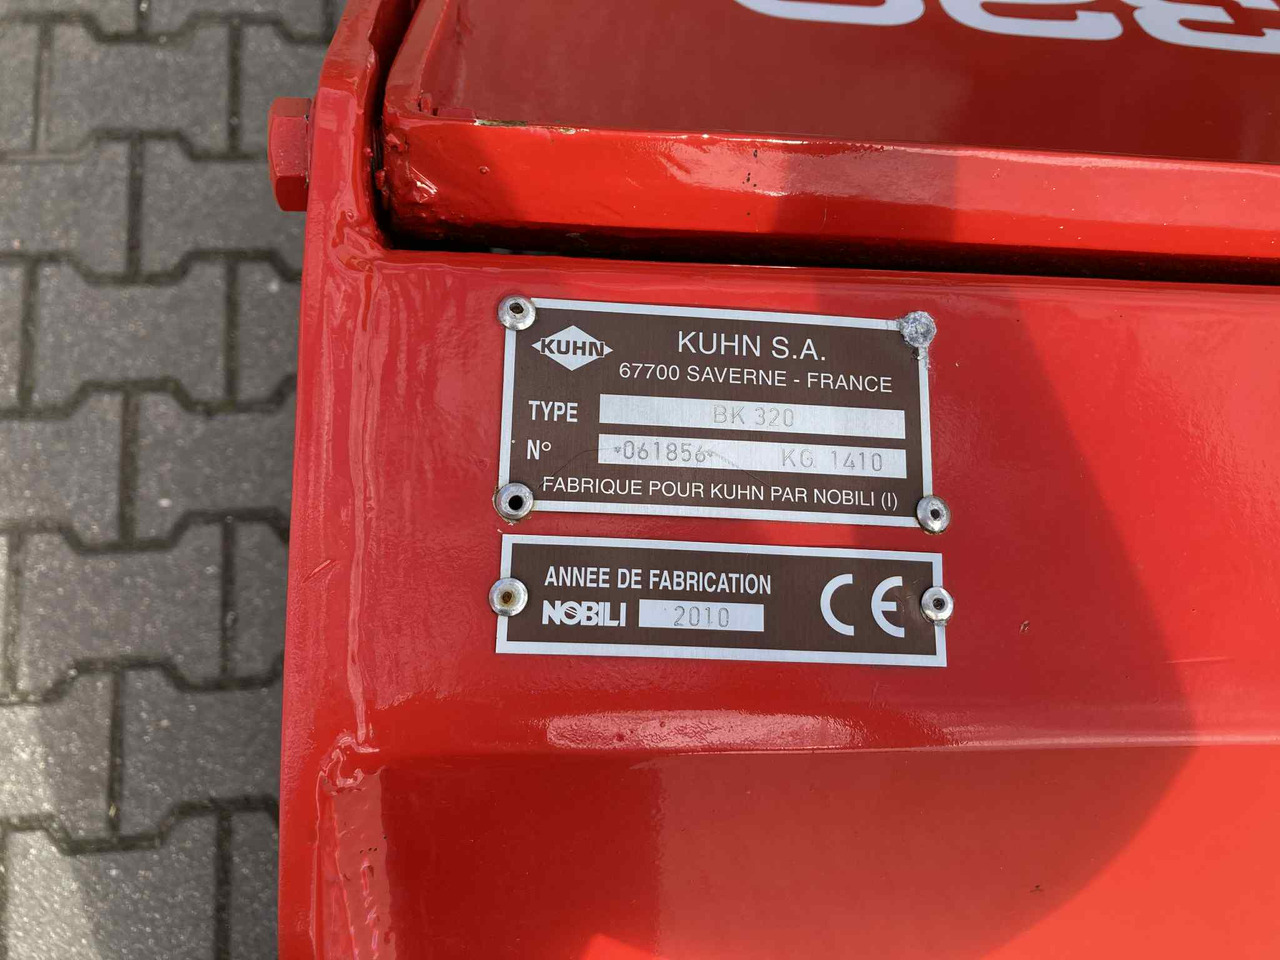 320
KUHN
KUHN S.A.
67700 SAVERNE - FRANCE
TYPE BK 320
N° *061856* KG 1410
FABRIQUE POUR KUHN PAR NOBILI (I)
ANNEE DE FABRICATION
NOBILI 2010 CE